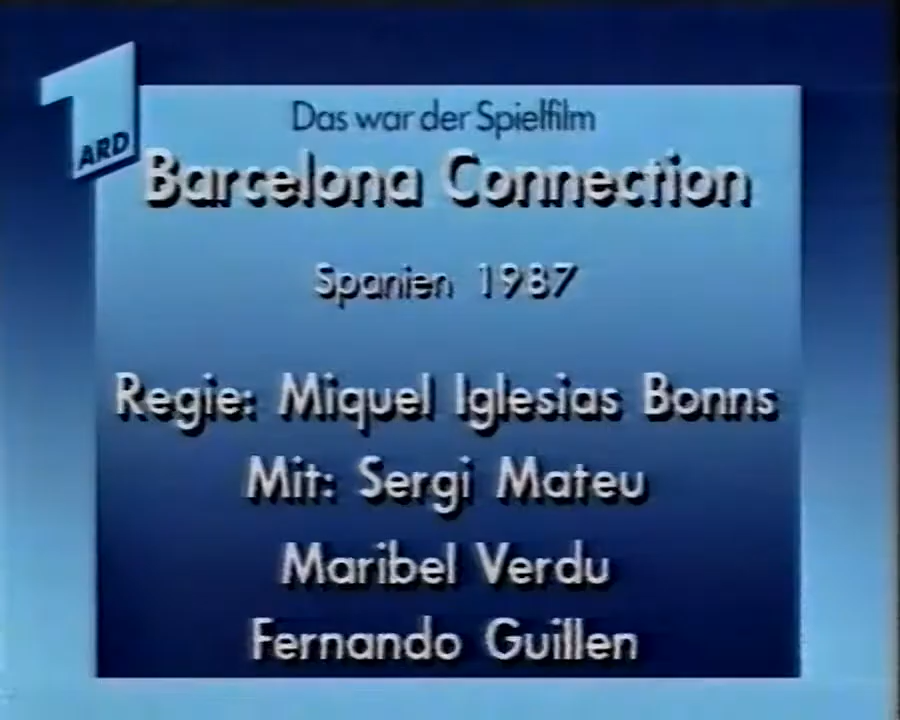 1
ARD
Das war der Spielfilm
Barcelona Connection
Spanien 1987
Regie: Miquel Iglesias Bonns
Mit: Sergi Mateu
Maribel Verdu
Fernando Guillen